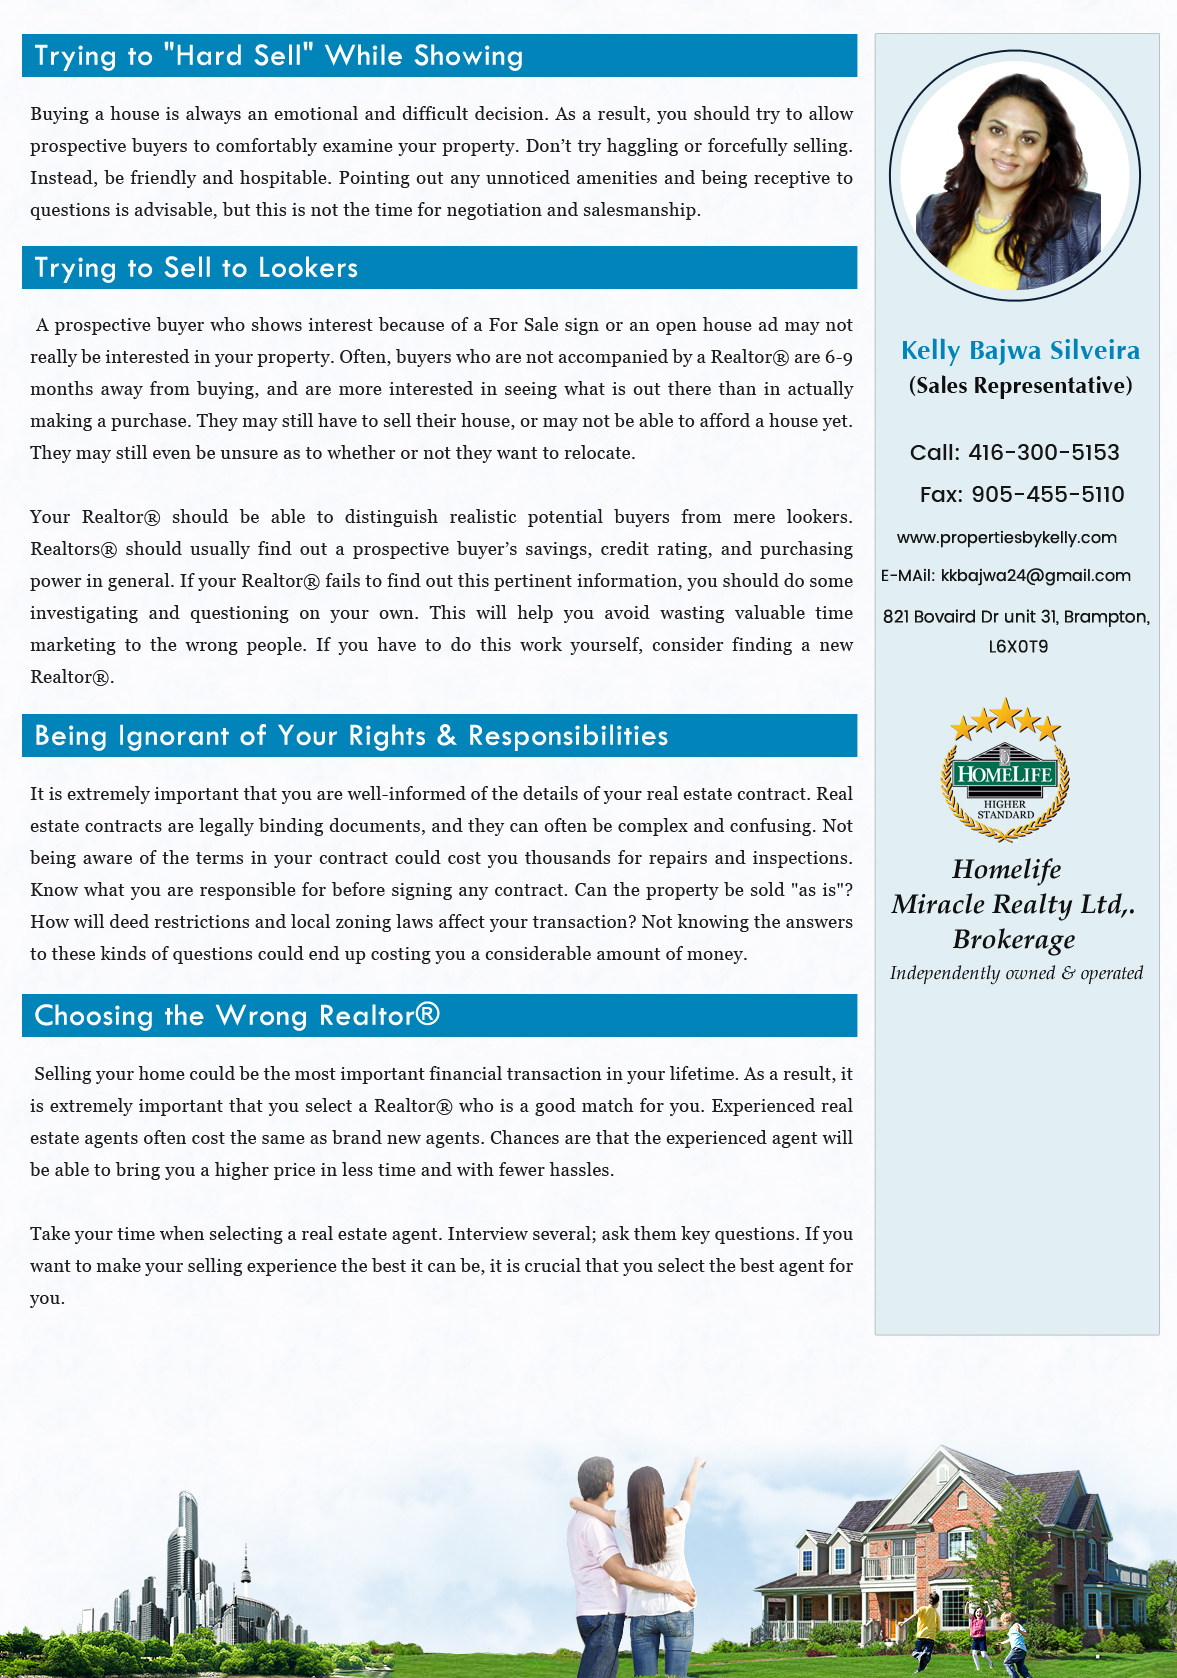 Trying to "Hard Sell" While Showing
Buying a house is always an emotional and difficult decision. As a result, you should try to allow
prospective buyers to comfortably examine your property. Don’t try haggling or forcefully selling.
Instead, be friendly and hospitable. Pointing out any unnoticed amenities and being receptive to
questions is advisable, but this is not the time for negotiation and salesmanship.
Trying to Sell to Lookers
A prospective buyer who shows interest because of a For Sale sign or an open house ad may not
really be interested in your property. Often, buyers who are not accompanied by a Realtor® are 6-9
months away from buying, and are more interested in seeing what is out there than in actually
making a purchase. They may still have to sell their house, or may not be able to afford a house yet.
They may still even be unsure as to whether or not they want to relocate.
Your Realtor® should be able to distinguish realistic potential buyers from mere lookers.
Realtors® should usually find out a prospective buyer’s savings, credit rating, and purchasing
power in general. If your Realtor® fails to find out this pertinent information, you should do some
investigating and questioning on your own. This will help you avoid wasting valuable time
marketing to the wrong people. If you have to do this work yourself, consider finding a new
Realtor®.
Being Ignorant of Your Rights & Responsibilities
It is extremely important that you are well-informed of the details of your real estate contract. Real
estate contracts are legally binding documents, and they can often be complex and confusing. Not
being aware of the terms in your contract could cost you thousands for repairs and inspections.
Know what you are responsible for before signing any contract. Can the property be sold "as is"?
How will deed restrictions and local zoning laws affect your transaction? Not knowing the answers
to these kinds of questions could end up costing you a considerable amount of money.
Choosing the Wrong Realtor®
Selling your home could be the most important financial transaction in your lifetime. As a result, it
is extremely important that you select a Realtor® who is a good match for you. Experienced real
estate agents often cost the same as brand new agents. Chances are that the experienced agent will
be able to bring you a higher price in less time and with fewer hassles.
Take your time when selecting a real estate agent. Interview several; ask them key questions. If you
want to make your selling experience the best it can be, it is crucial that you select the best agent for
you.
Kelly Bajwa Silveira
(Sales Representative)
Call: 416-300-5153
Fax: 905-455-5110
www.propertiesbykelly.com
E-MAil: kkbajwa24@gmail.com
821 Bovaird Dr unit 31, Brampton,
L6X0T9
HOMELIFE
HIGHER
STANDARD
Homelife
Miracle Realty Ltd,.
Brokerage
Independently owned & operated